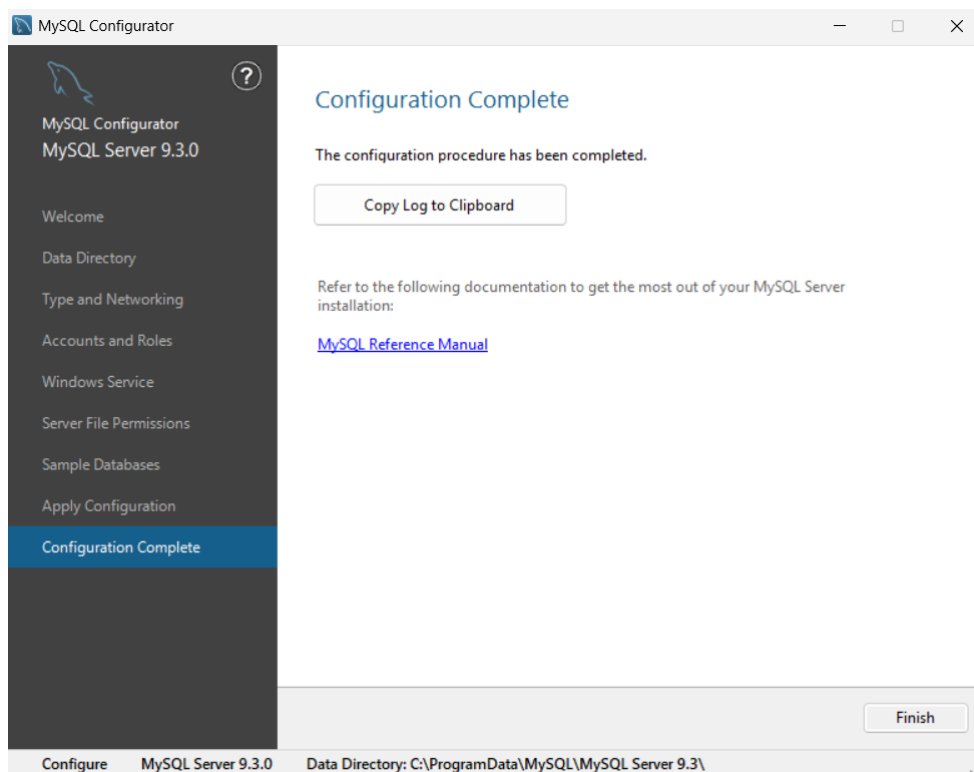 MySQL Configurator
?
MySQL Configurator
MySQL Server 9.3.0
Welcome
Data Directory
Type and Networking
Accounts and Roles
Windows Service
Server File Permissions
Sample Databases
Apply Configuration
Configuration Complete
Configuration Complete
The configuration procedure has been completed.
Copy Log to Clipboard
Refer to the following documentation to get the most out of your MySQL Server
installation:
MySQL Reference Manual
Finish
Configure MySQL Server 9.3.0 Data Directory: C:\ProgramData\MySQL\MySQL Server 9.3\